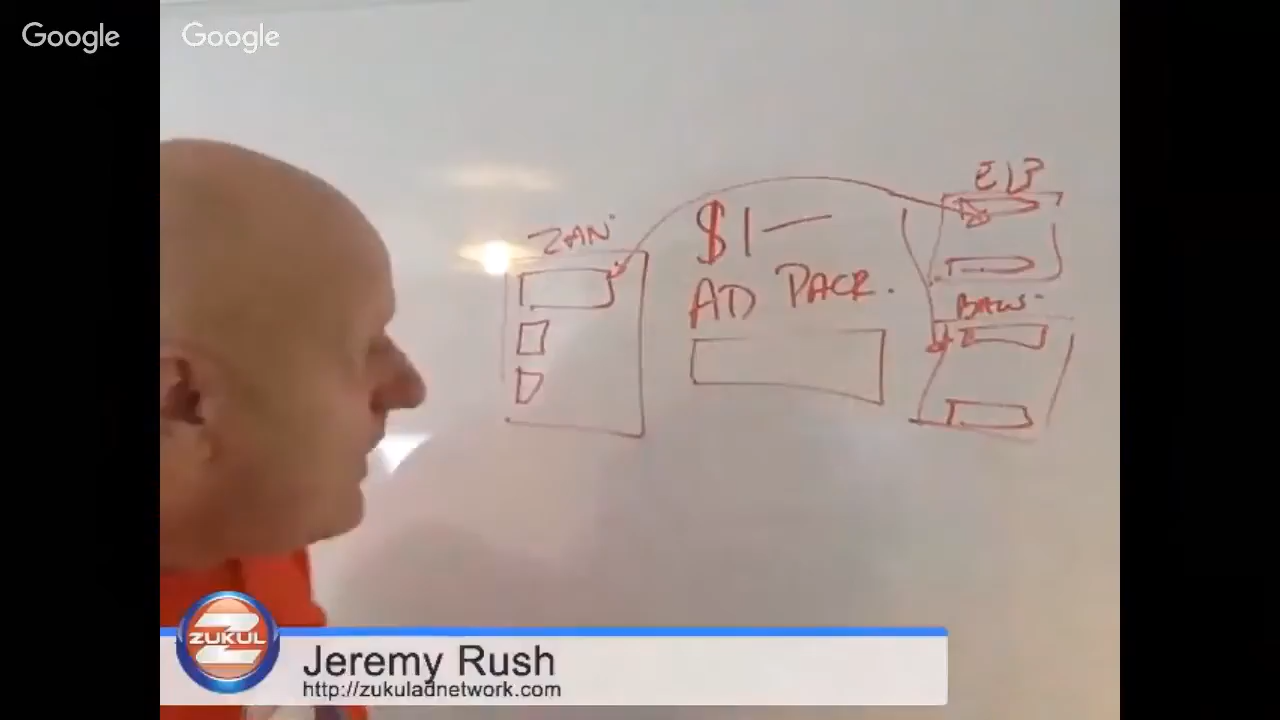 Google Google
ZAN
$1—
AD PACK.
ZUKUL
Jeremy Rush
http://zukuladnetwork.com